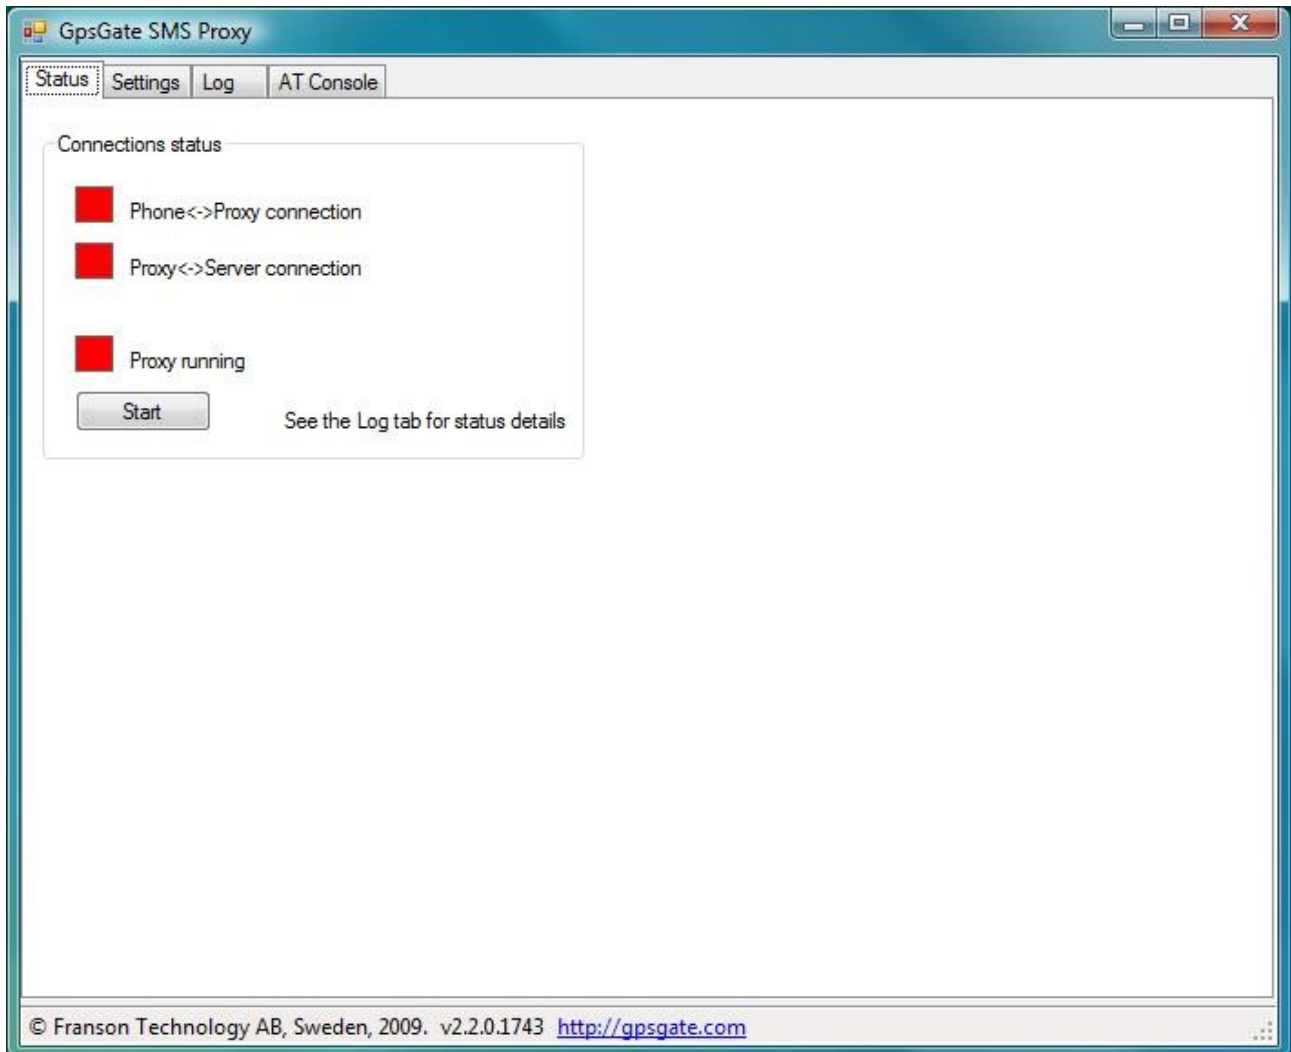 GpsGate SMS Proxy
Status Settings Log AT Console
Connections status
Phone<->Proxy connection
Proxy<->Server connection
Proxy running
Start See the Log tab for status details
© Franson Technology AB, Sweden, 2009. v2.2.0.1743 http://gpsgate.com